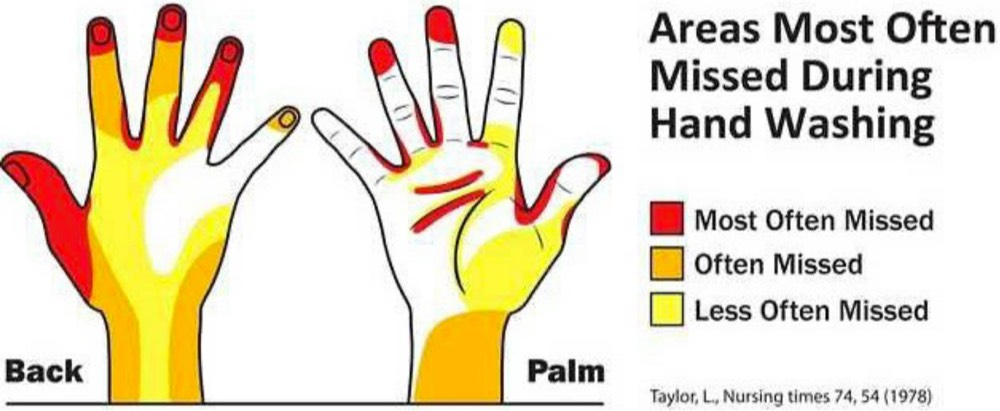 Areas Most Often
Missed During
Hand Washing
Most Often Missed
Often Missed
Less Often Missed
Back
Palm
Taylor, L., Nursing times 74, 54 (1978)